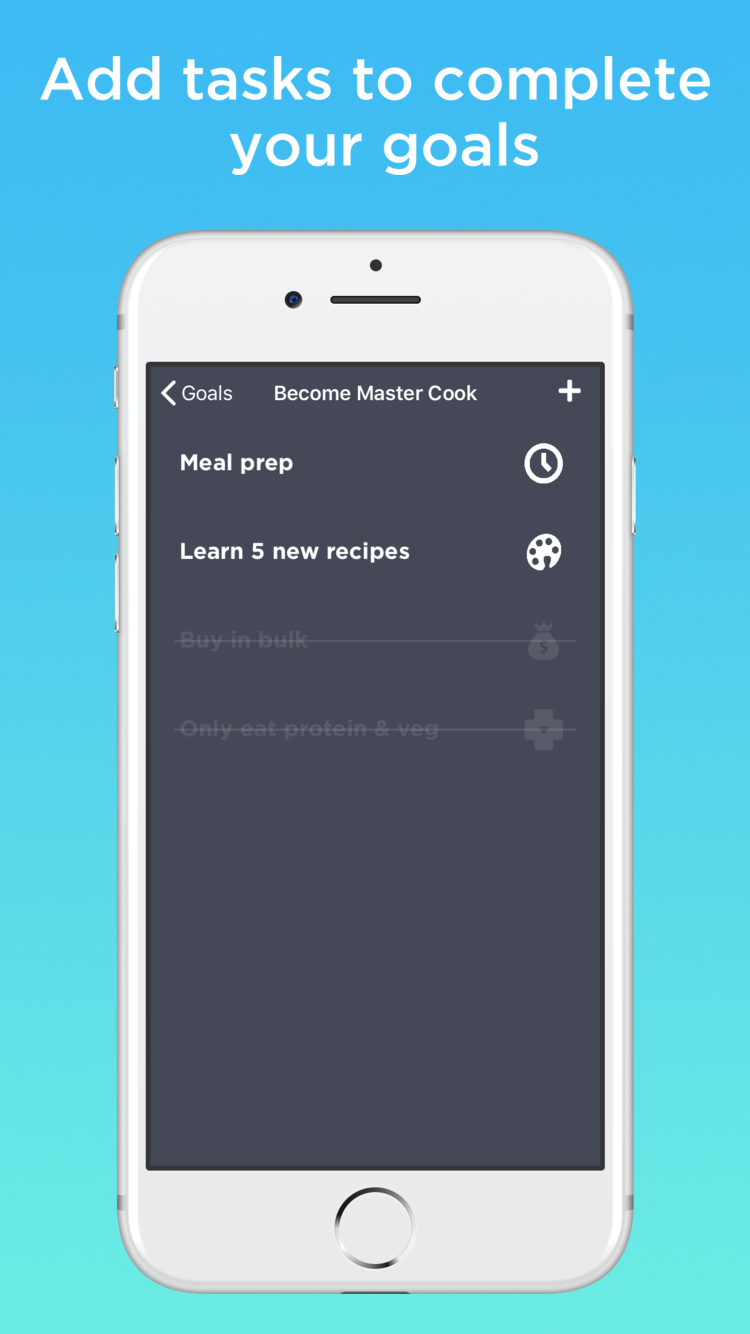 Add tasks to complete
your goals
Goals
Become Master Cook
+
Meal prep
Learn 5 new recipes
Buy in bulk
$
Only eat protein & veg